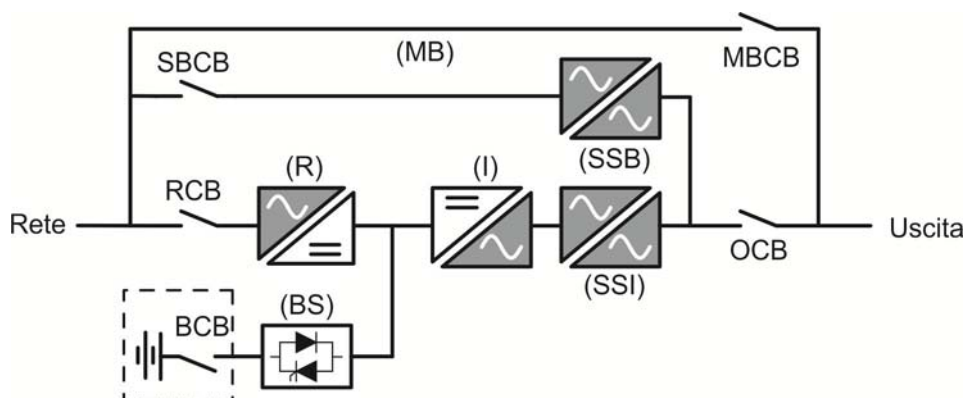 (MB)
MBCB
SBCB
(SSB)
(R)
(I)
RCB
Rete
Uscita
OCB
(SSI)
(BS)
BCB